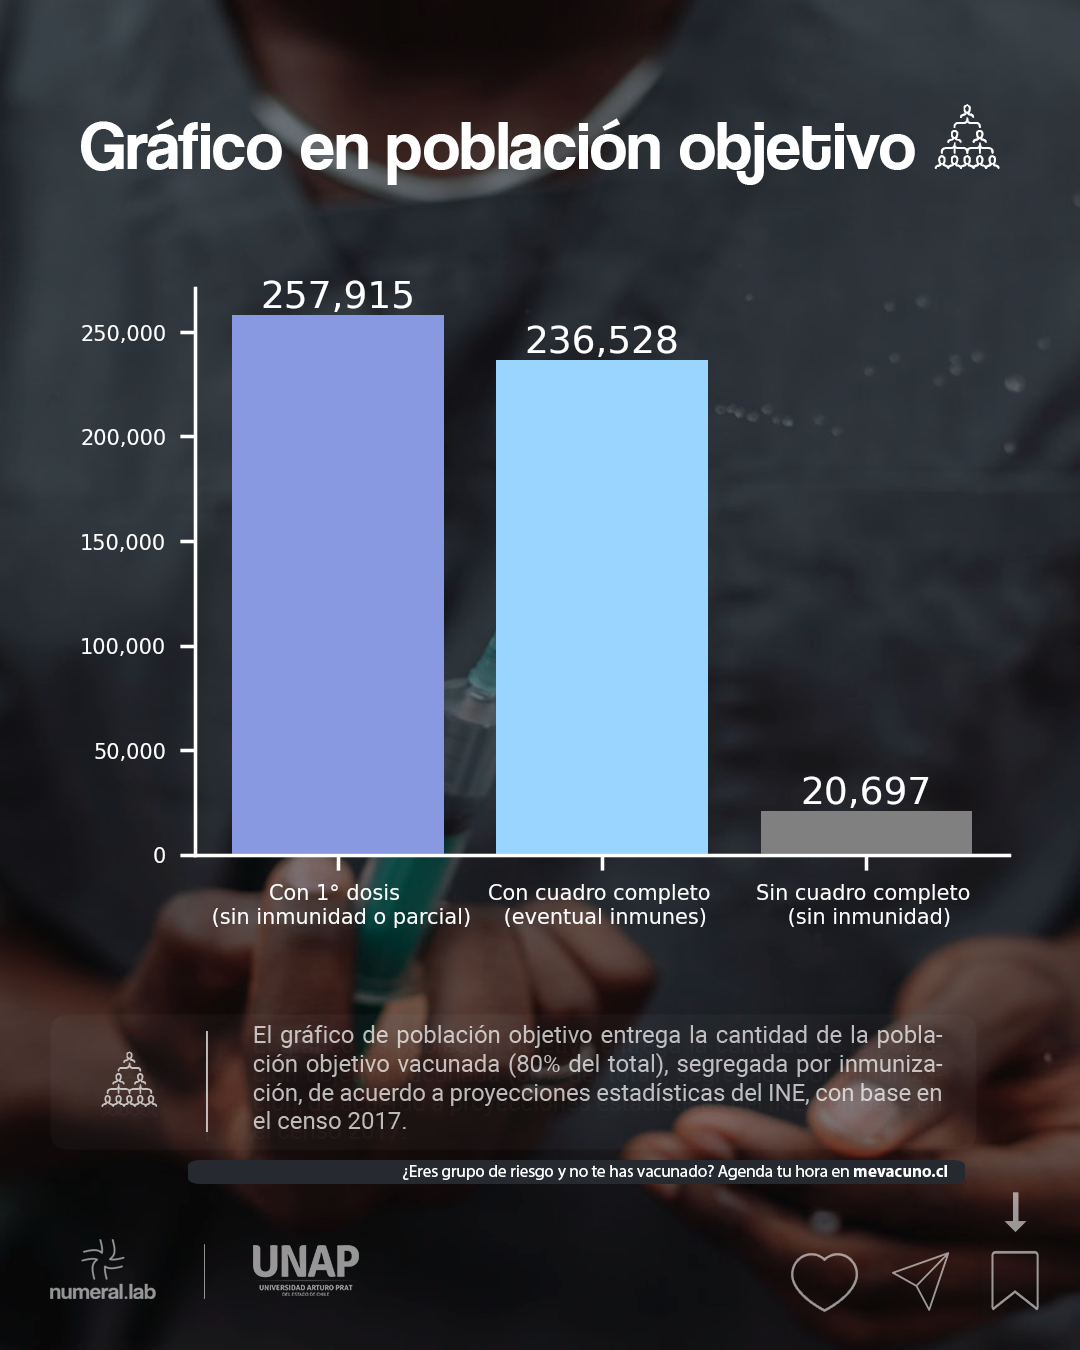 Gráfico en población objetivo
257,915
236,528
20,697
250,000
200,000
150,000
100,000
50,000
0
Con 1° dosis
(sin inmunidad o parcial)
Con cuadro completo
(eventual inmunes)
Sin cuadro completo
(sin inmunidad)
El gráfico de población objetivo entrega la cantidad de la pobla-
ción objetivo vacunada (80% del total), segregada por inmuniza-
ción, de acuerdo a proyecciones estadísticas del INE, con base en
el censo 2017.
¿Eres grupo de riesgo y no te has vacunado? Agenda tu hora en mevacuno.cl
numeral.lab
UNAP
UNIVERSIDAD ARTURO PRAT
DEL ESTADO DE CHILE